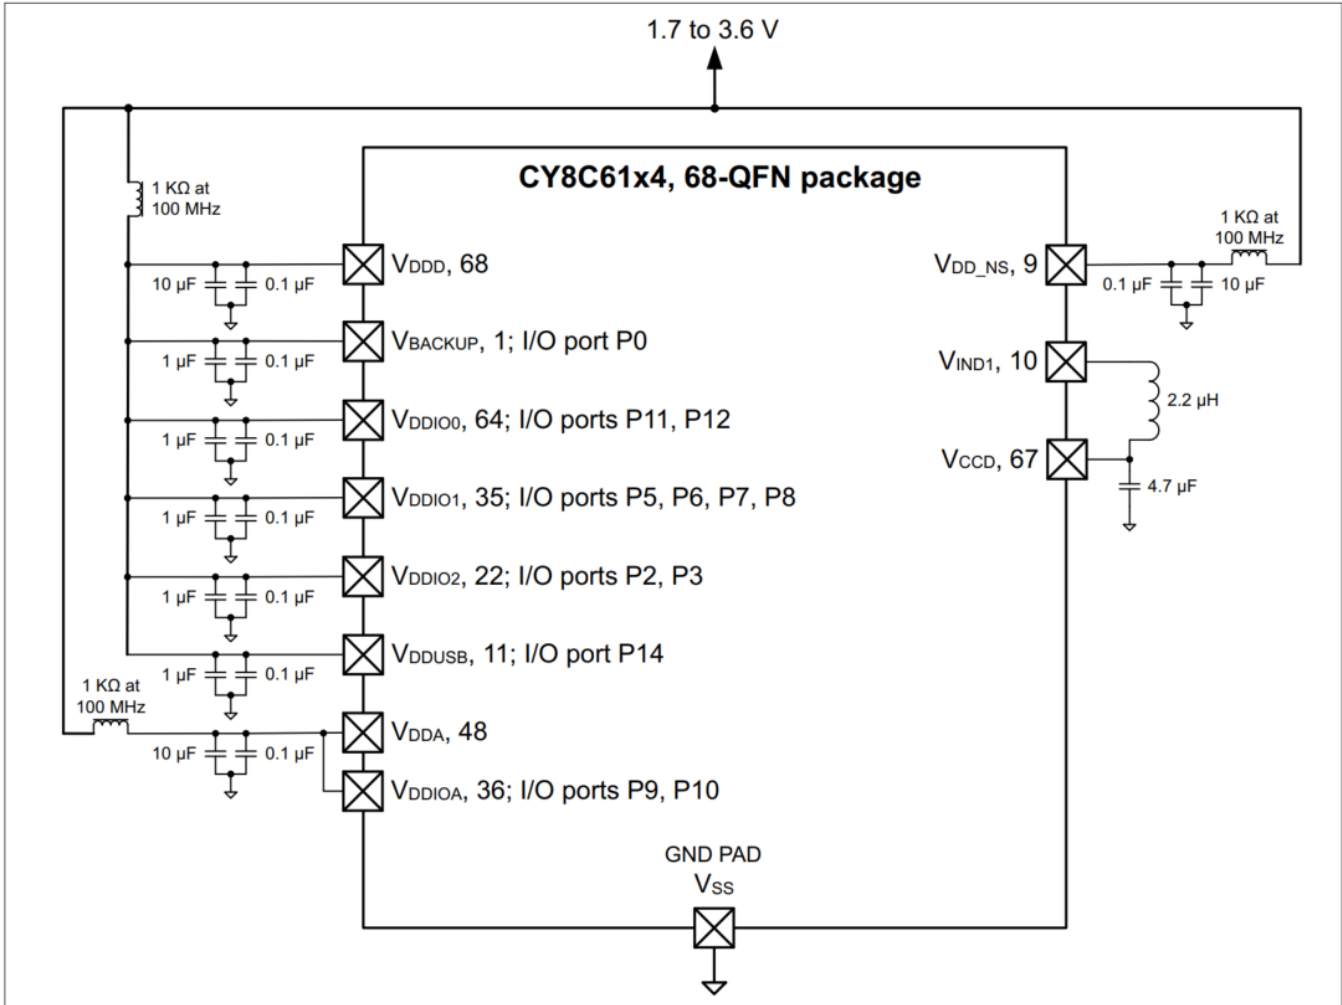 1.7 to 3.6 V
CY8C61x4, 68-QFN package
1 KΩ at
100 MHz
10 µF
0.1 µF
VDDD, 68
1 µF
0.1 µF
VBACKUP, 1; I/O port P0
1 µF
0.1 µF
VDDIO0, 64; I/O ports P11, P12
1 µF
0.1 µF
VDDIO1, 35; I/O ports P5, P6, P7, P8
1 µF
0.1 µF
VDDIO2, 22; I/O ports P2, P3
1 µF
0.1 µF
VDDUSB, 11; I/O port P14
1 KΩ at
100 MHz
10 µF
0.1 µF
VDDA, 48
VDDIOA, 36; I/O ports P9, P10
VDD_NS, 9
1 KΩ at
100 MHz
0.1 µF
10 µF
VIND1, 10
2.2 µH
VCCD, 67
4.7 µF
GND PAD
VSS